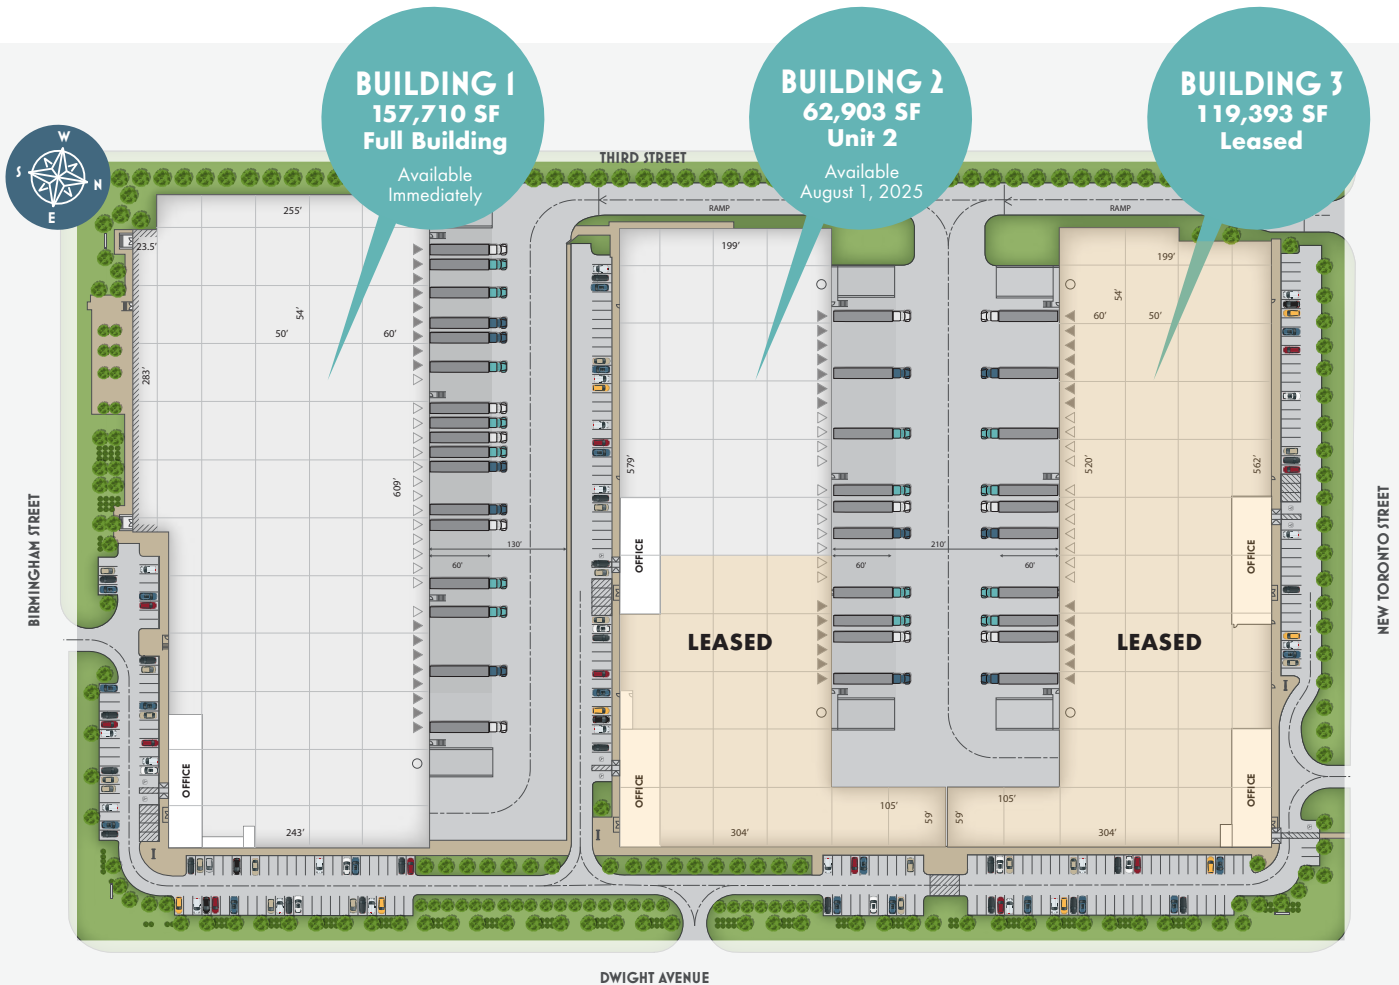 BUILDING 1
157,710 SF
Full Building
Available
Immediately
BUILDING 2
62,903 SF
Unit 2
Available
August 1, 2025
BUILDING 3
119,393 SF
Leased
W
S
N
E
THIRD STREET
RAMP
RAMP
255'
23.5'
54'
50'
60'
283'
609'
130'
60'
243'
OFFICE
199'
579'
OFFICE
LEASED
OFFICE
304'
105'
59'
210'
60'
60'
199'
54'
60'
50'
520'
562'
OFFICE
LEASED
OFFICE
105'
59'
304'
BIRMINGHAM STREET
NEW TORONTO STREET
DWIGHT AVENUE